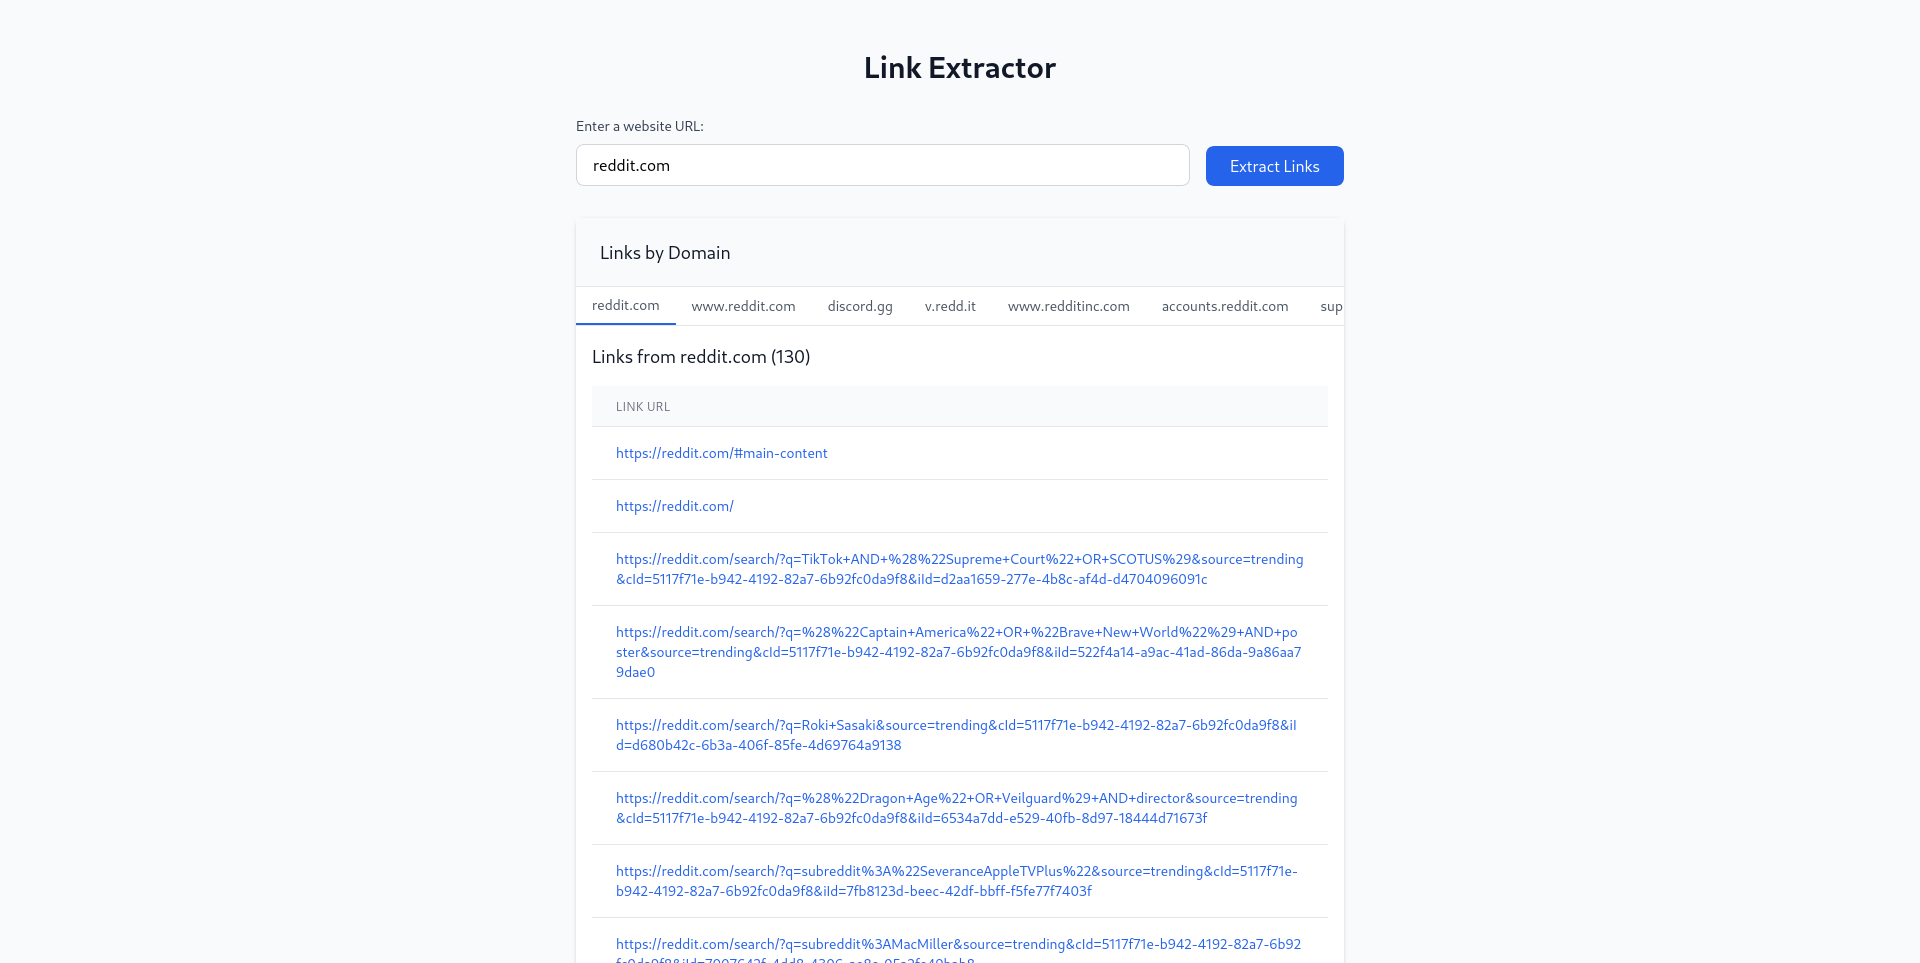 Link Extractor
Enter a website URL:
reddit.com
Extract Links
Links by Domain
reddit.com www.reddit.com discord.gg v.redd.it www.redditinc.com accounts.reddit.com sup
Links from reddit.com (130)
LINK URL
https://reddit.com/#main-content
https://reddit.com/
https://reddit.com/search/?q=TikTok+AND+%28%22Supreme+Court%22+OR+SCOTUS%29&source=trending
&cId=5117f71e-b942-4192-82a7-6b92fc0da9f8&iId=d2aa1659-277e-4b8c-af4d-d4704096091c
https://reddit.com/search/?q=%28%22Captain+America%22+OR+%22Brave+New+World%22%29+AND+po
ster&source=trending&cId=5117f71e-b942-4192-82a7-6b92fc0da9f8&iId=522f4a14-a9ac-41ad-86da-9a86aa7
9dae0
https://reddit.com/search/?q=Roki+Sasaki&source=trending&cId=5117f71e-b942-4192-82a7-6b92fc0da9f8&iI
d=d680b42c-6b3a-406f-85fe-4d69764a9138
https://reddit.com/search/?q=%28%22Dragon+Age%22+OR+Veilguard%29+AND+director&source=trending
&cId=5117f71e-b942-4192-82a7-6b92fc0da9f8&iId=6534a7dd-e529-40fb-8d97-18444d71673f
https://reddit.com/search/?q=subreddit%3A%22SeveranceAppleTVPlus%22&source=trending&cId=5117f71e-
b942-4192-82a7-6b92fc0da9f8&iId=7fb8123d-beec-42df-bbff-f5fe77f7403f
https://reddit.com/search/?q=subreddit%3AMacMiller&source=trending&cId=5117f71e-b942-4192-82a7-6b92